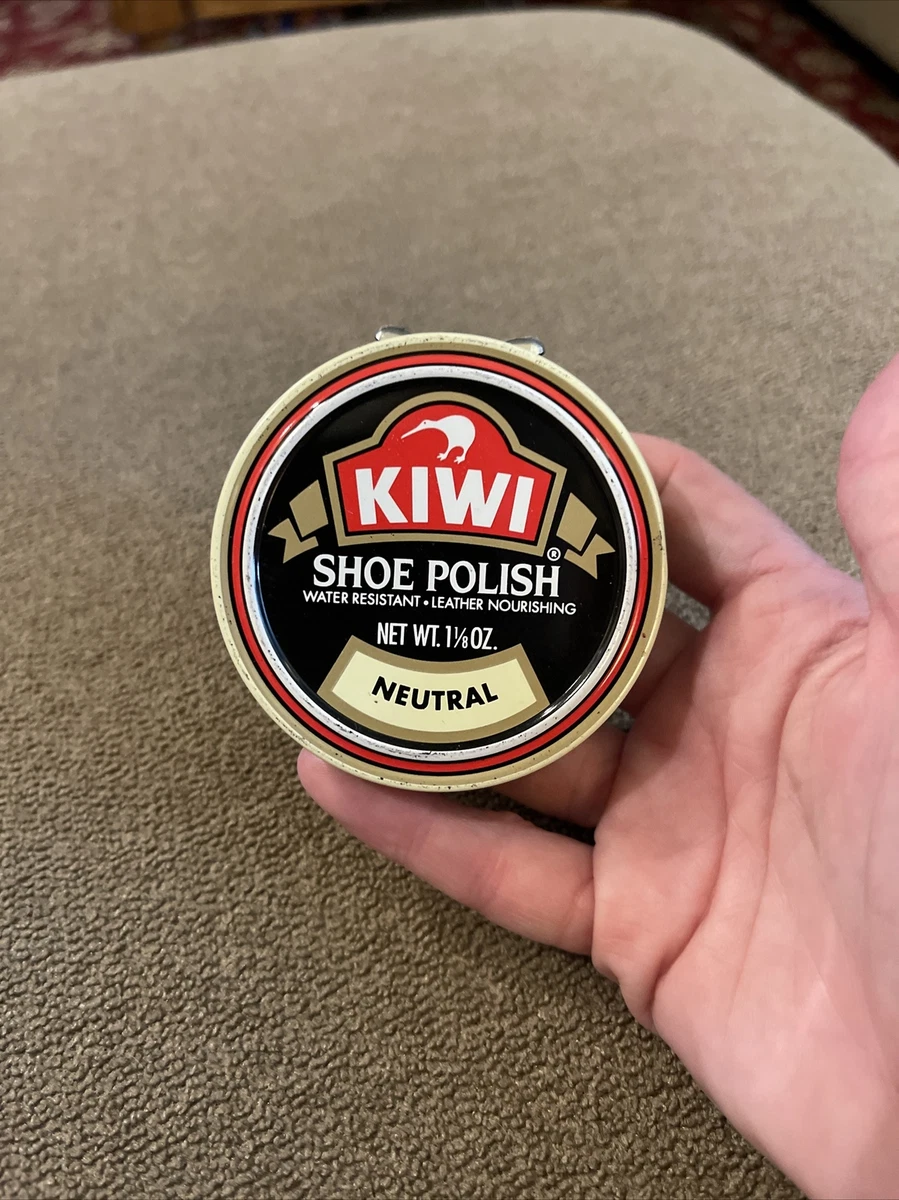 KIWI
®
SHOE POLISH
WATER RESISTANT • LEATHER NOURISHING
NET WT. 1⅛ OZ.
NEUTRAL